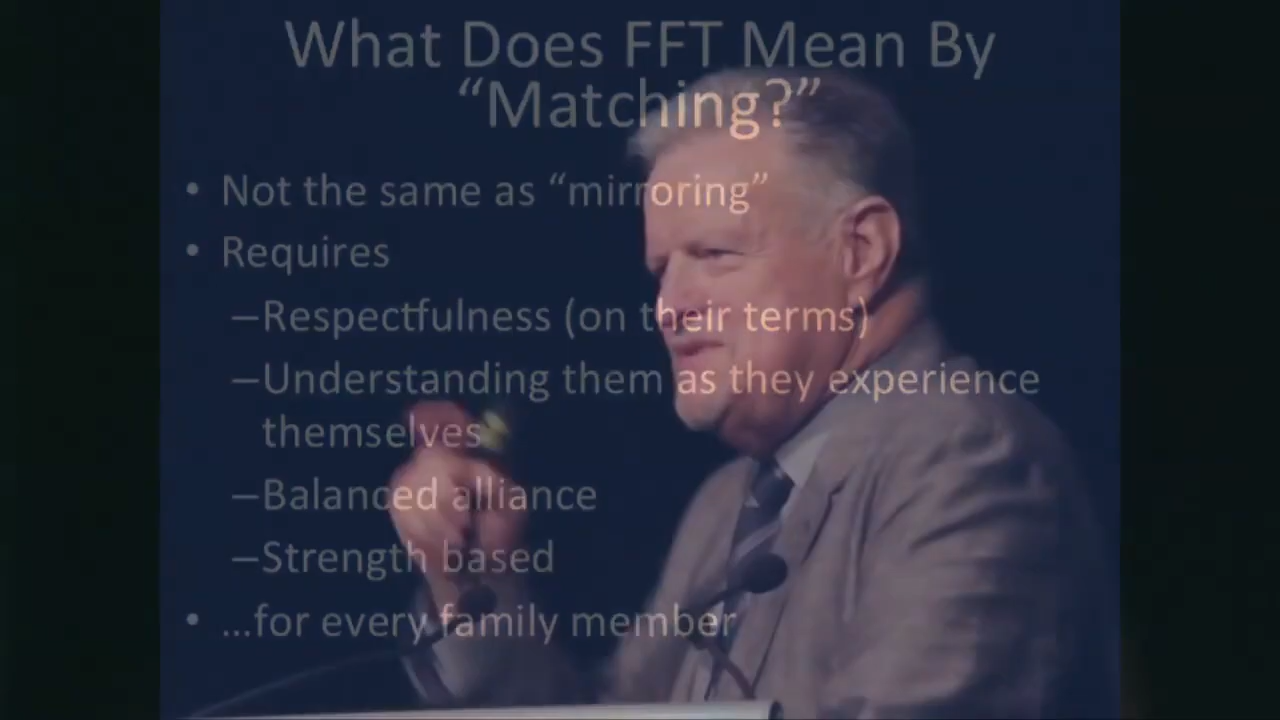 What Does FFT Mean By
“Matching?”
• Not the same as “mirroring”
• Requires
–Respectfulness (on their terms)
–Understanding them as they experience
themselves
–Balanced alliance
–Strength based
• ...for every family member